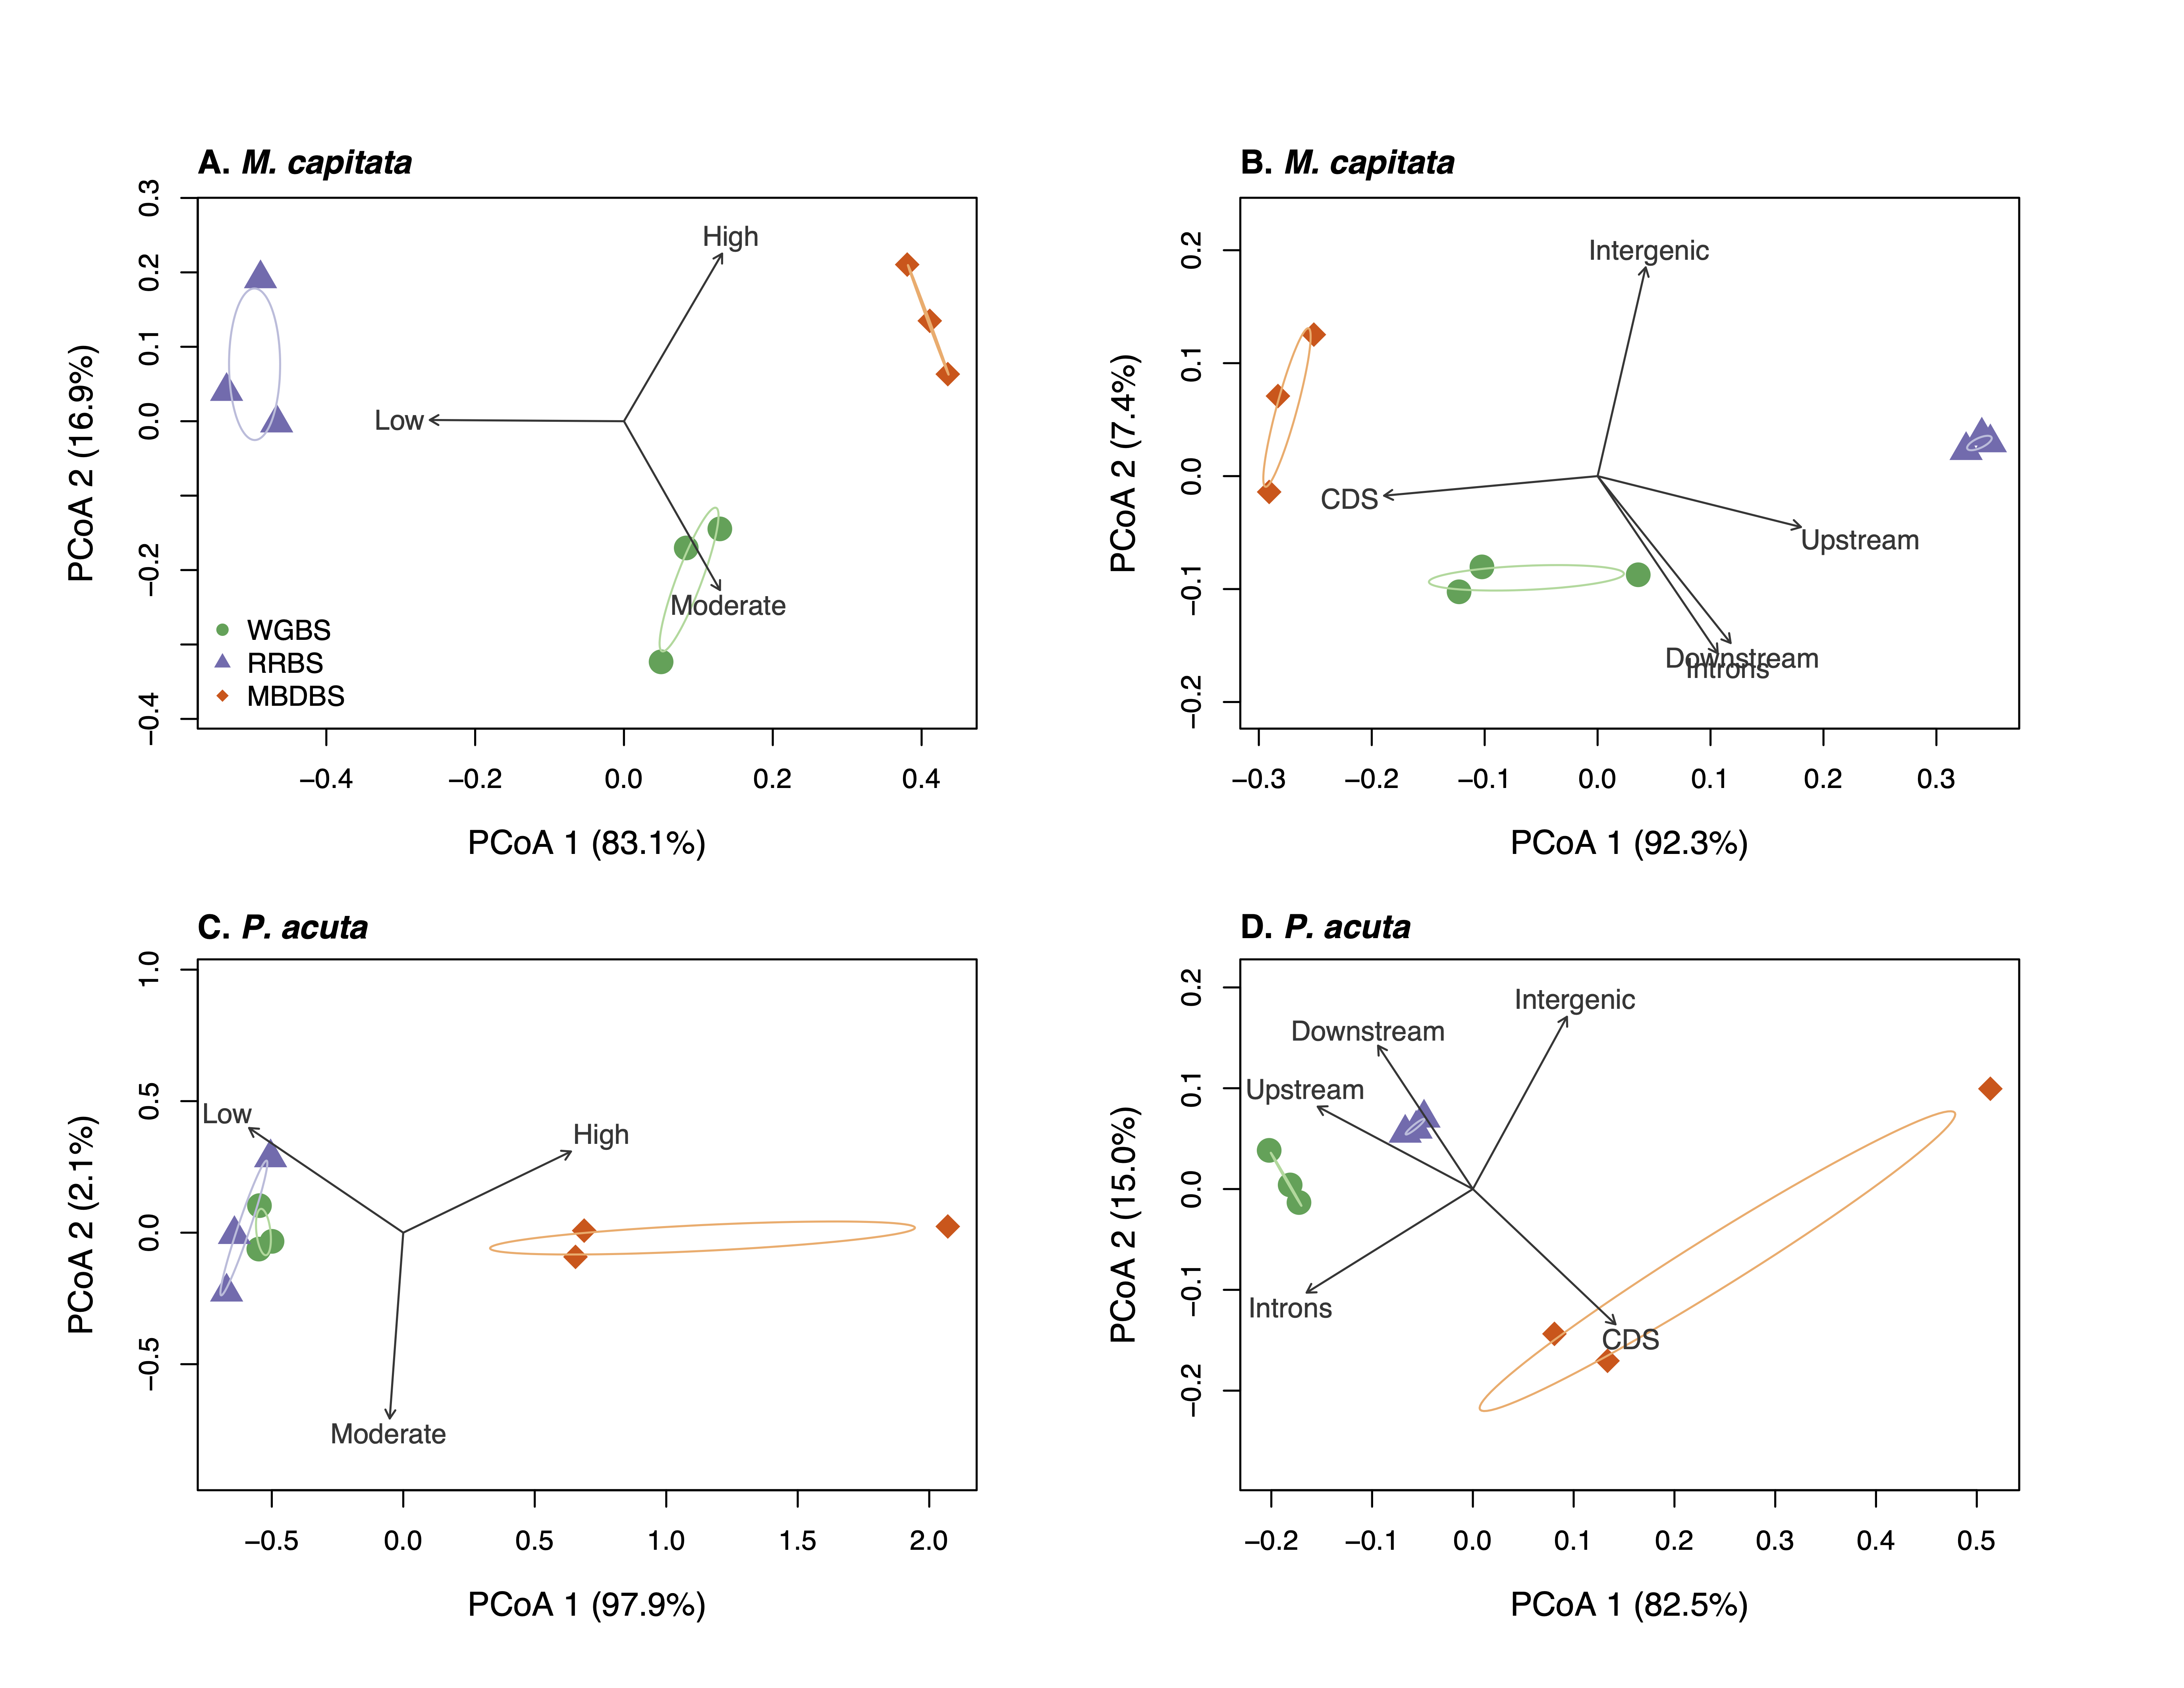 A. M. capitata
PCoA 2 (16.9%)
0.3
0.2
0.1
0.0
−0.2
−0.4
High
Low
Moderate
WGBS
RRBS
MBDBS
−0.4 −0.2 0.0 0.2 0.4
PCoA 1 (83.1%)
B. M. capitata
PCoA 2 (7.4%)
0.2
0.1
0.0
−0.1
−0.2
Intergenic
CDS
Upstream
Downstream
Introns
−0.3 −0.2 −0.1 0.0 0.1 0.2 0.3
PCoA 1 (92.3%)
C. P. acuta
PCoA 2 (2.1%)
1.0
0.5
0.0
−0.5
Low
High
Moderate
−0.5 0.0 0.5 1.0 1.5 2.0
PCoA 1 (97.9%)
D. P. acuta
PCoA 2 (15.0%)
0.2
0.1
0.0
−0.1
−0.2
Intergenic
Downstream
Upstream
Introns
CDS
−0.2 −0.1 0.0 0.1 0.2 0.3 0.4 0.5
PCoA 1 (82.5%)